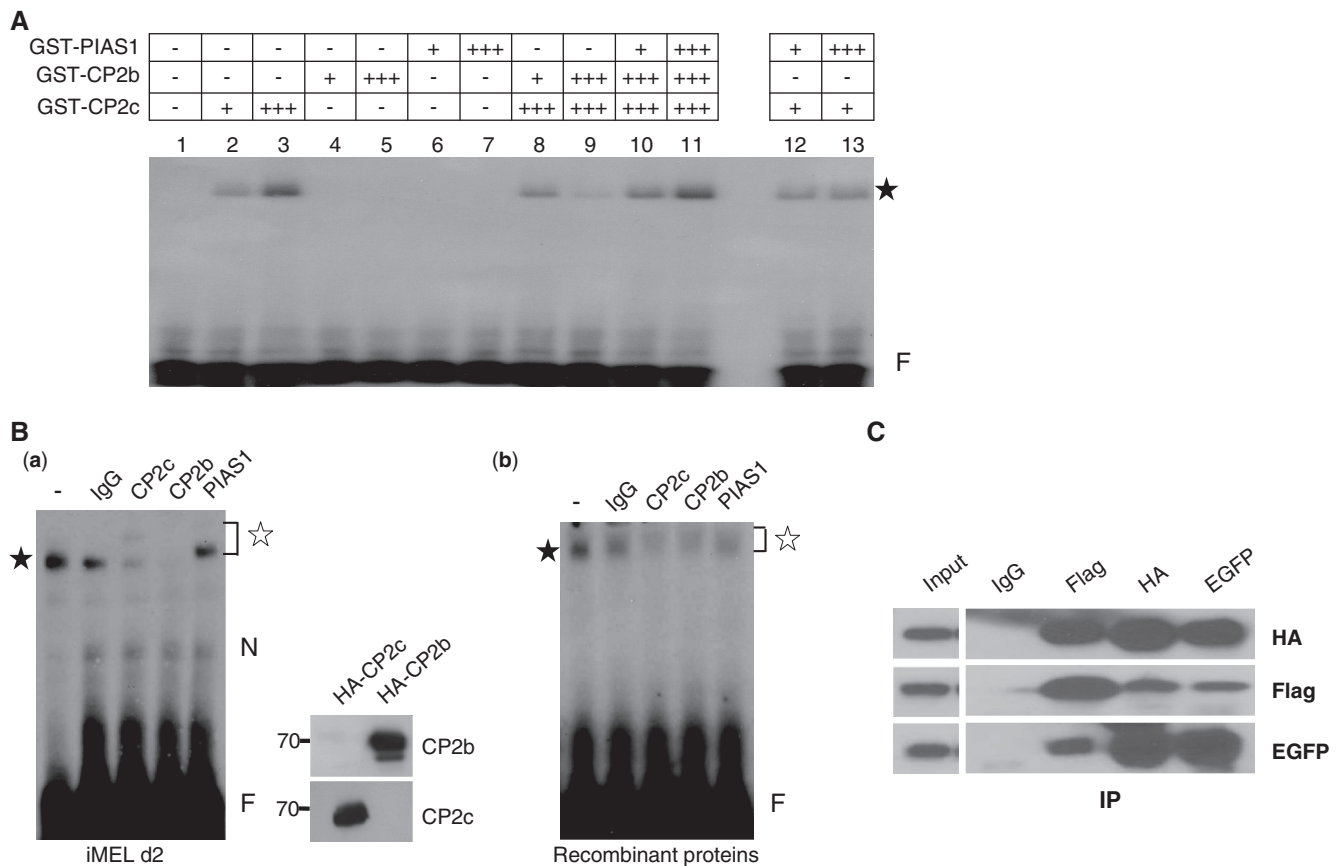 A
GST-PIAS1 - - - - - + +++ - - + +++ + +++
GST-CP2b - - - + +++ - - + +++ +++ +++ - -
GST-CP2c - + +++ - - - - +++ +++ +++ +++ + +
1 2 3 4 5 6 7 8 9 10 11 12 13
★
F
B
(a)
- IgG CP2c CP2b PIAS1
★ ☆
N
F
iMEL d2
HA-CP2c HA-CP2b
70 CP2b
70 CP2c
(b)
- IgG CP2c CP2b PIAS1
★ ☆
F
Recombinant proteins
C
Input IgG Flag HA EGFP
HA
Flag
EGFP
IP